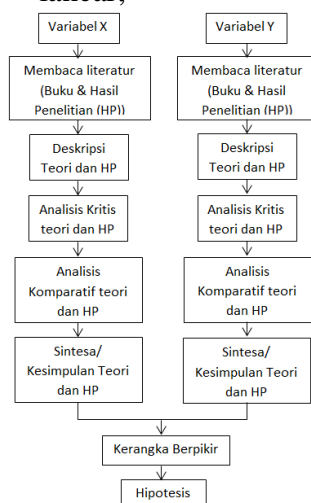 Variabel X
Membaca literatur
(Buku & Hasil
Penelitian (HP))
Deskripsi
Teori dan HP
Analisis Kritis
teori dan HP
Analisis
Komparatif teori
dan HP
Sintesa/
Kesimpulan Teori
dan HP
Variabel Y
Membaca literatur
(Buku & Hasil
Penelitian (HP))
Deskripsi
Teori dan HP
Analisis Kritis
teori dan HP
Analisis
Komparatif teori
dan HP
Sintesa/
Kesimpulan Teori
dan HP
Kerangka Berpikir
Hipotesis